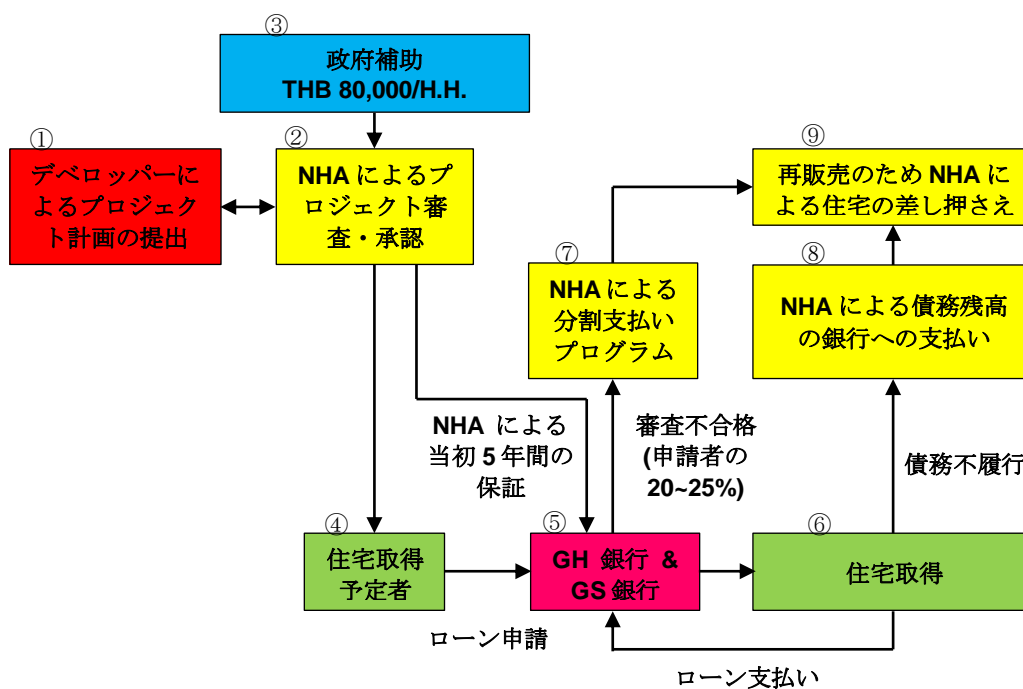 ③
政府補助
THB 80,000/H.H.
①
デベロッパーに
よるプロジェク
ト計画の提出
②
NHA によるプ
ロジェクト審
査・承認
⑨
再販売のため NHA に
よる住宅の差し押さえ
⑦
NHA による
分割支払い
プログラム
⑧
NHA による債務残高
の銀行への支払い
NHA による
当初 5 年間の
保証
審査不合格
(申請者の
20~25%)
債務不履行
④
住宅取得
予定者
⑤
GH 銀行 &
GS 銀行
⑥
住宅取得
ローン申請
ローン支払い